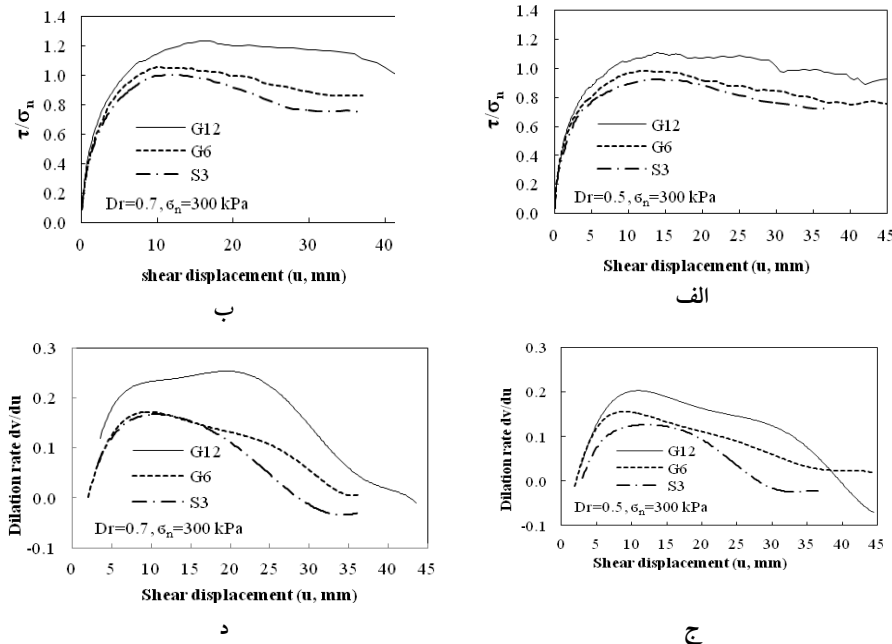 τ/σn
1.4
1.2
1.0
0.8
0.6
0.4
0.2
0.0
G12
G6
S3
Dr=0.7, σn=300 kPa
0 10 20 30 40
shear displacement (u, mm)
ب
τ/σn
1.4
1.2
1.0
0.8
0.6
0.4
0.2
0.0
G12
G6
S3
Dr=0.5, σn=300 kPa
0 5 10 15 20 25 30 35 40 45
Shear displacement (u, mm)
الف
Dilation rate dv/du
0.3
0.2
0.1
0.0
-0.1
G12
G6
S3
Dr=0.7, σn=300 kPa
0 5 10 15 20 25 30 35 40 45
Shear displacement (u, mm)
د
Dilation rate dv/du
0.3
0.2
0.1
0.0
-0.1
G12
G6
S3
Dr=0.5, σn=300 kPa
0 5 10 15 20 25 30 35 40 45
Shear displacement (u, mm)
ج